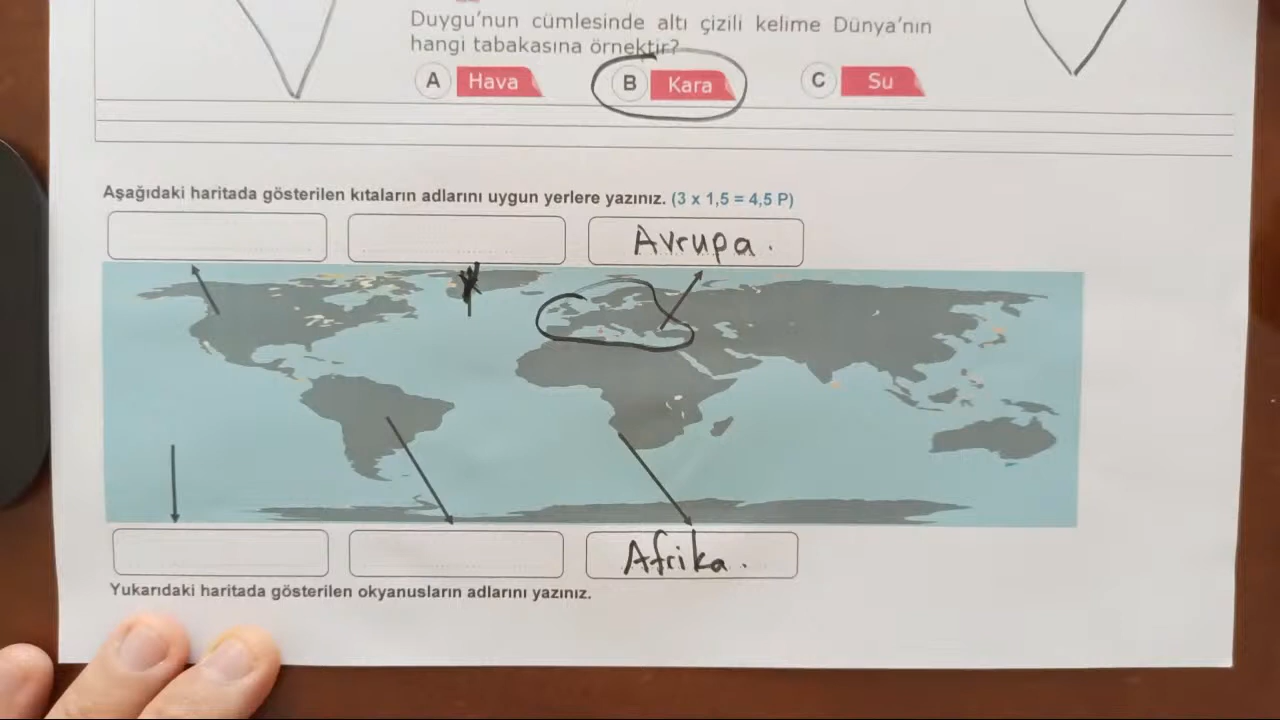 Duygu'nun cümlesinde altı çizili kelime Dünya'nın
hangi tabakasına örnektir?
A Hava B Kara C Su
Aşağıdaki haritada gösterilen kıtaların adlarını uygun yerlere yazınız. (3 x 1,5 = 4,5 P)
Avrupa.
Afrika.
Yukarıdaki haritada gösterilen okyanusların adlarını yazınız.